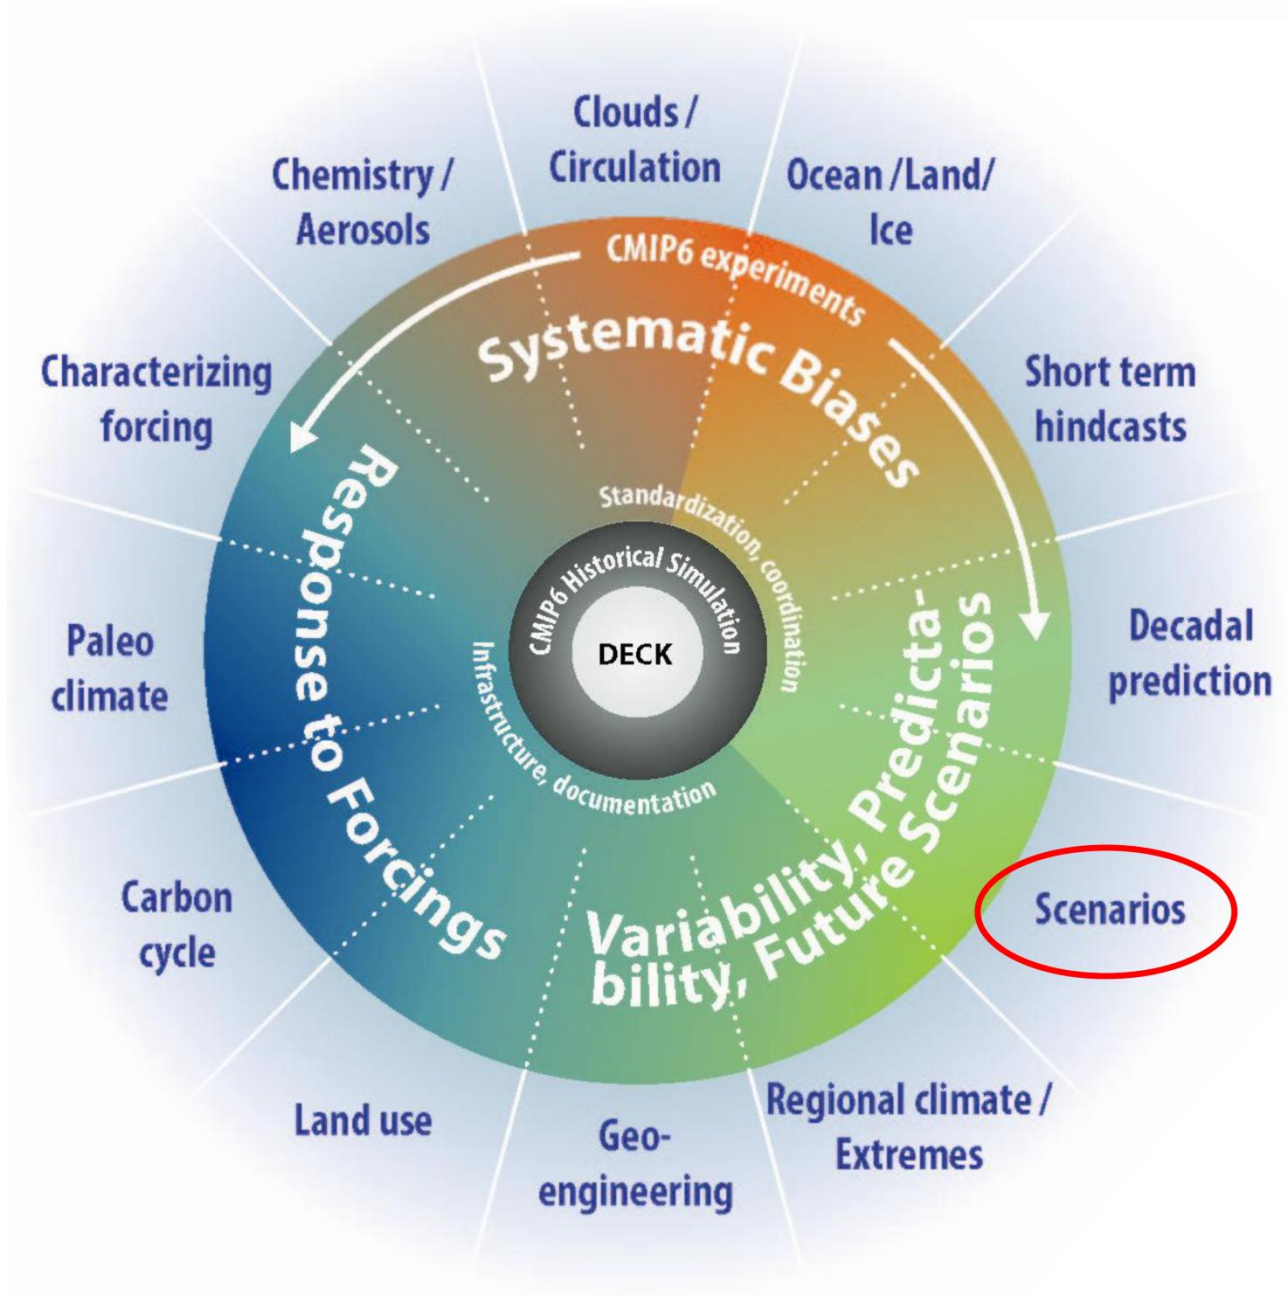 Clouds /
Circulation
Ocean /Land/
Ice
Short term
hindcasts
Decadal
prediction
Scenarios
Regional climate /
Extremes
Geo-
engineering
Land use
Carbon
cycle
Paleo
climate
Characterizing
forcing
Chemistry /
Aerosols
CMIP6 experiments
Systematic Biases
Variability, Predicta-
bility, Future Scenarios
Response to Forcings
Standardization, coordination
Infrastructure, documentation
CMIP6 Historical Simulation
DECK